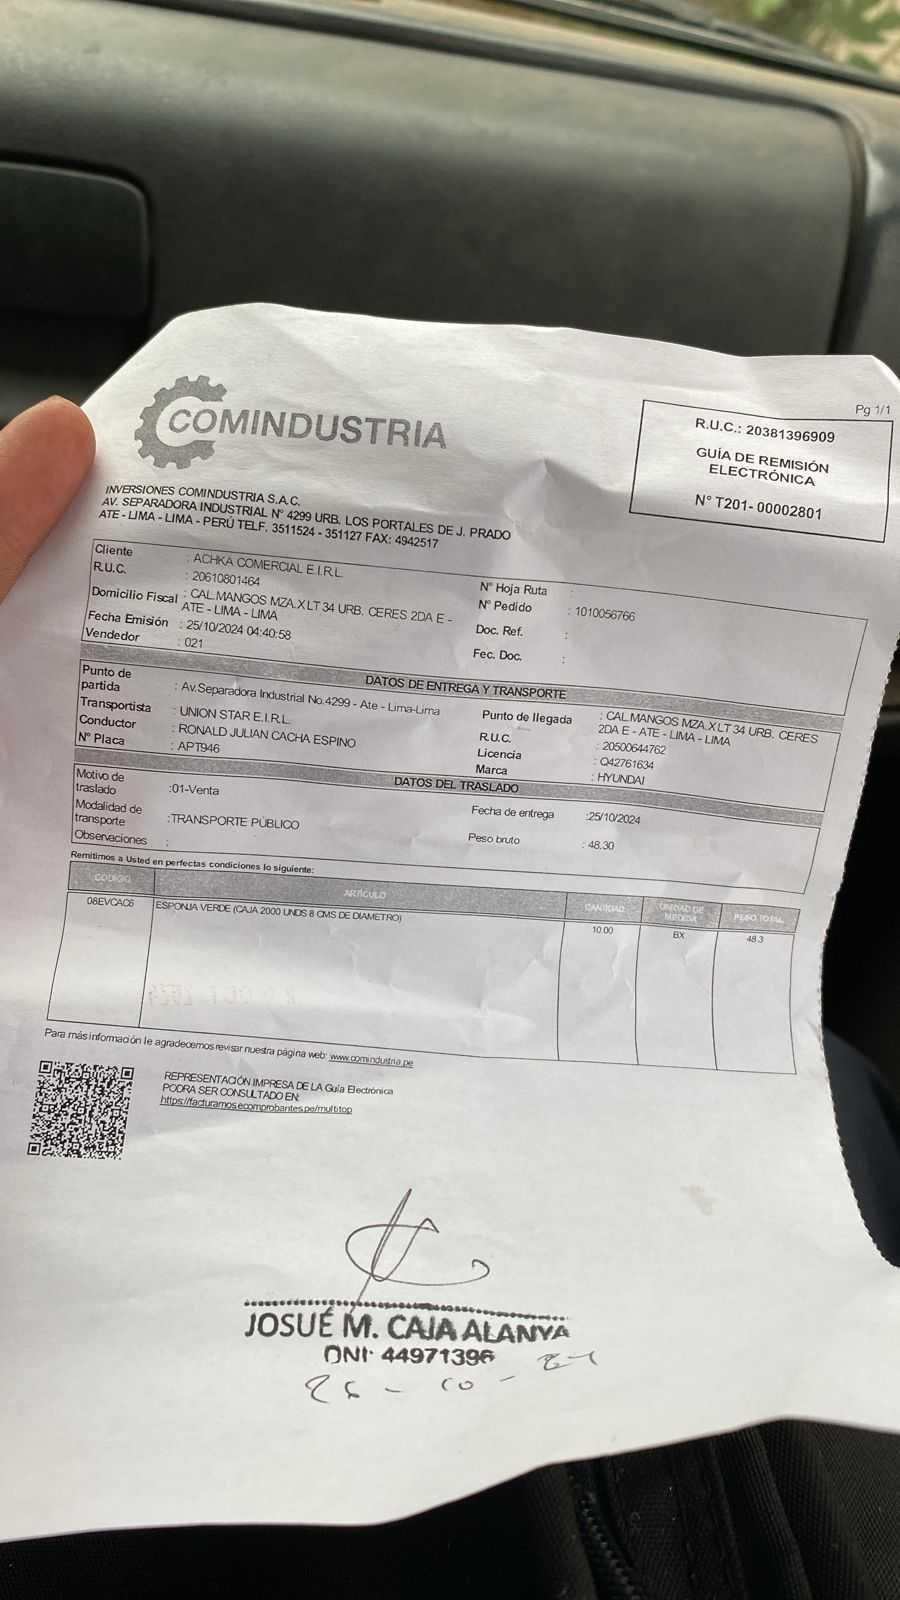 Pg 1/1
COMINDUSTRIA
R.U.C.: 20381396909
GUÍA DE REMISIÓN
ELECTRÓNICA
N° T201- 00002801
INVERSIONES COMINDUSTRIA S.A.C.
AV. SEPARADORA INDUSTRIAL N° 4299 URB. LOS PORTALES DE J. PRADO
ATE - LIMA - LIMA - PERÚ TELF. 3511524 - 351127 FAX: 4942517
Cliente : ACHKA COMERCIAL E.I.R.L.
R.U.C. : 20610801464
Domicilio Fiscal : CAL.MANGOS MZA.X LT 34 URB. CERES 2DA E -
ATE - LIMA - LIMA
Fecha Emisión : 25/10/2024 04:40:58
Vendedor : 021
N° Hoja Ruta :
N° Pedido : 1010056766
Doc. Ref. :
Fec. Doc. :
DATOS DE ENTREGA Y TRANSPORTE
Punto de
partida : Av.Separadora Industrial No.4299 - Ate - Lima-Lima
Transportista : UNION STAR E.I.R.L.
Conductor : RONALD JULIAN CACHA ESPINO
N° Placa : APT946
Punto de llegada : CAL.MANGOS MZA.X LT 34 URB. CERES
2DA E - ATE - LIMA - LIMA
R.U.C. : 20500644762
Licencia : Q42761634
Marca : HYUNDAI
DATOS DEL TRASLADO
Motivo de
traslado :01-Venta
Modalidad de
transporte :TRANSPORTE PÚBLICO
Observaciones :
Fecha de entrega :25/10/2024
Peso bruto : 48.30
Remitimos a Usted en perfectas condiciones lo siguiente:
CODIGO ARTÍCULO CANTIDAD UNIDAD DE MEDIDA PESO TOTAL
08EVCAC6 ESPONJA VERDE (CAJA 2000 UNDS 8 CMS DE DIAMETRO) 10.00 BX 48.3
Para más información le agradecemos revisar nuestra página web: www.comindustria.pe
REPRESENTACIÓN IMPRESA DE LA Guía Electrónica
PODRA SER CONSULTADO EN:
https://facturamosecomprobantes.pe/multitop
JOSUÉ M. CAJA ALANYA
DNI: 44971396